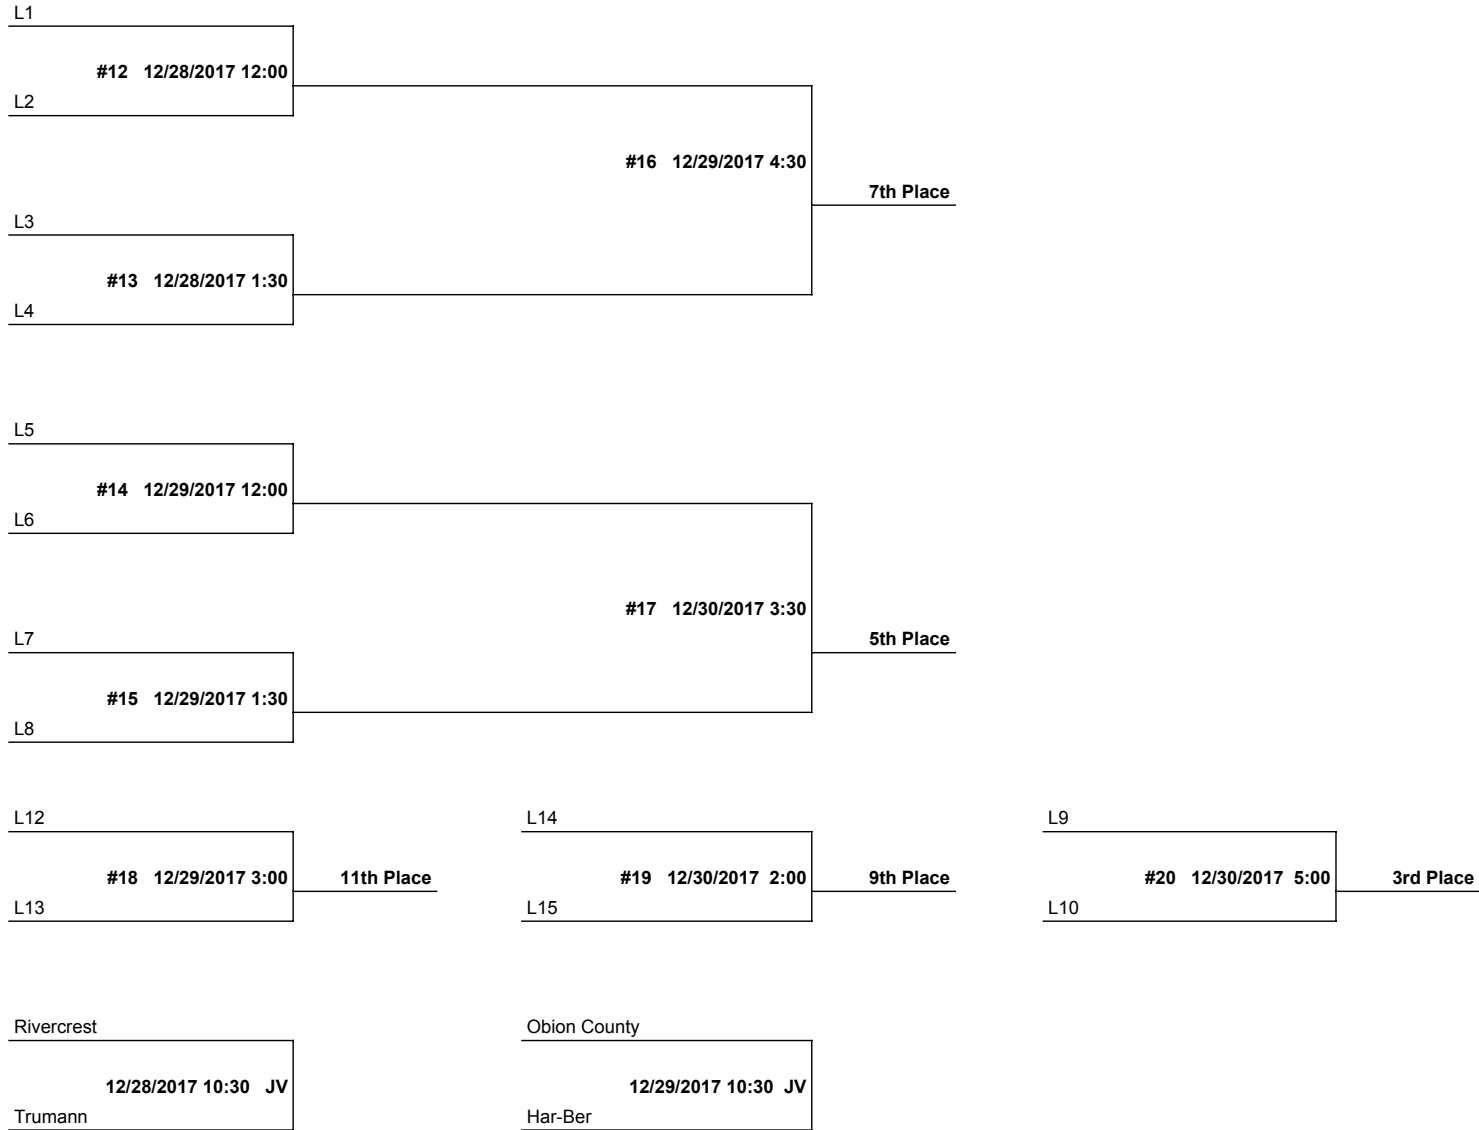 L1
#12 12/28/2017 12:00
L2
#16 12/29/2017 4:30
7th Place
L3
#13 12/28/2017 1:30
L4
L5
#14 12/29/2017 12:00
L6
#17 12/30/2017 3:30
L7
5th Place
#15 12/29/2017 1:30
L8
L12
#18 12/29/2017 3:00
11th Place
L13
L14
#19 12/30/2017 2:00
9th Place
L15
L9
#20 12/30/2017 5:00
3rd Place
L10
Rivercrest
12/28/2017 10:30 JV
Trumann
Obion County
12/29/2017 10:30 JV
Har-Ber